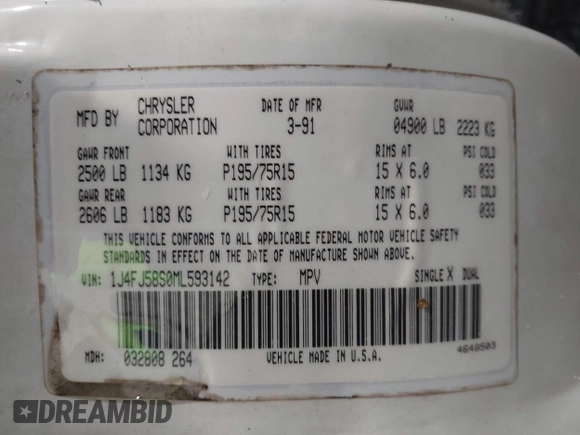 MFD BY CHRYSLER CORPORATION DATE OF MFR 3-91 GVWR 04900 LB 2223 KG
GAWR FRONT WITH TIRES RIMS AT PSI COLD
2500 LB 1134 KG P195/75R15 15 X 6.0 033
GAWR REAR WITH TIRES RIMS AT PSI COLD
2606 LB 1183 KG P195/75R15 15 X 6.0 033
THIS VEHICLE CONFORMS TO ALL APPLICABLE FEDERAL MOTOR VEHICLE SAFETY
STANDARDS IN EFFECT ON THE DATE OF MANUFACTURE SHOWN ABOVE.
VIN: 1J4FJ58S0ML593142 TYPE: MPV SINGLE X DUAL
MDH: 032808 264 VEHICLE MADE IN U.S.A. 4648503
DREAMBID